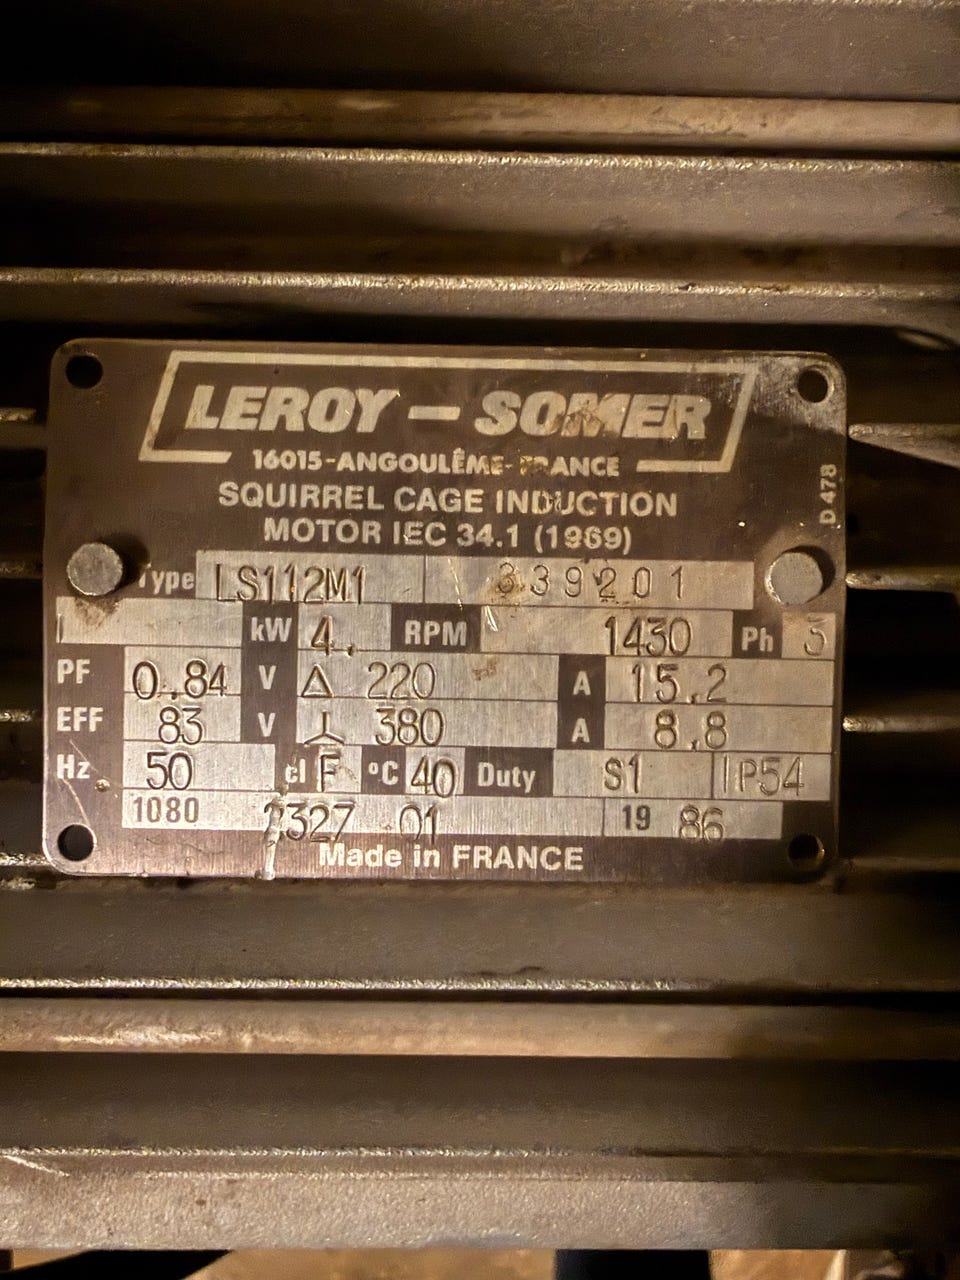 LEROY-SOMER
16015-ANGOULÊME-FRANCE
D.478
SQUIRREL CAGE INDUCTION
MOTOR IEC 34.1 (1969)
Type LS112M1 339201
kW 4. RPM 1430 Ph 3
PF 0.84 V Δ 220 A 15.2
EFF 83 V 380 A 8.8
Hz 50 cl F °C 40 Duty S1 IP54
1080 2327 01 19 86
Made in FRANCE